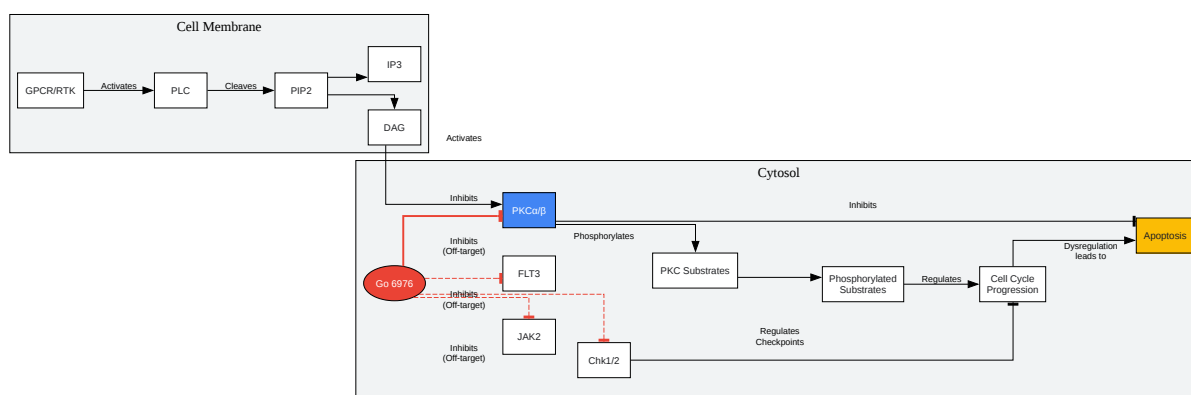 Cell Membrane
GPCR/RTK
Activates
PLC
Cleaves
PIP2
IP3
DAG
Activates
Cytosol
Inhibits
PKCα/β
Inhibits
Phosphorylates
Inhibits
(Off-target)
FLT3
Go 6976
Inhibits
(Off-target)
JAK2
Inhibits
(Off-target)
Chk1/2
PKC Substrates
Phosphorylated
Substrates
Regulates
Cell Cycle
Progression
Dysregulation
leads to
Apoptosis
Regulates
Checkpoints